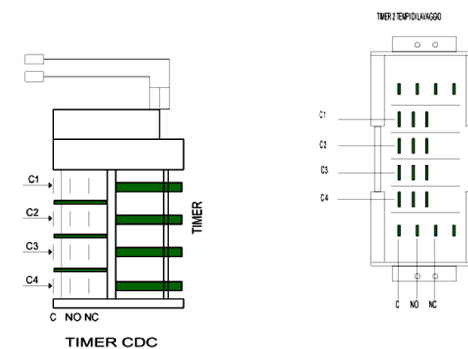 TIMER 2 TEMPI DI LAVAGGIO
C1
C2
C3
C4
C NO NC
TIMER
TIMER CDC
C1
C2
C3
C4
C NO NC